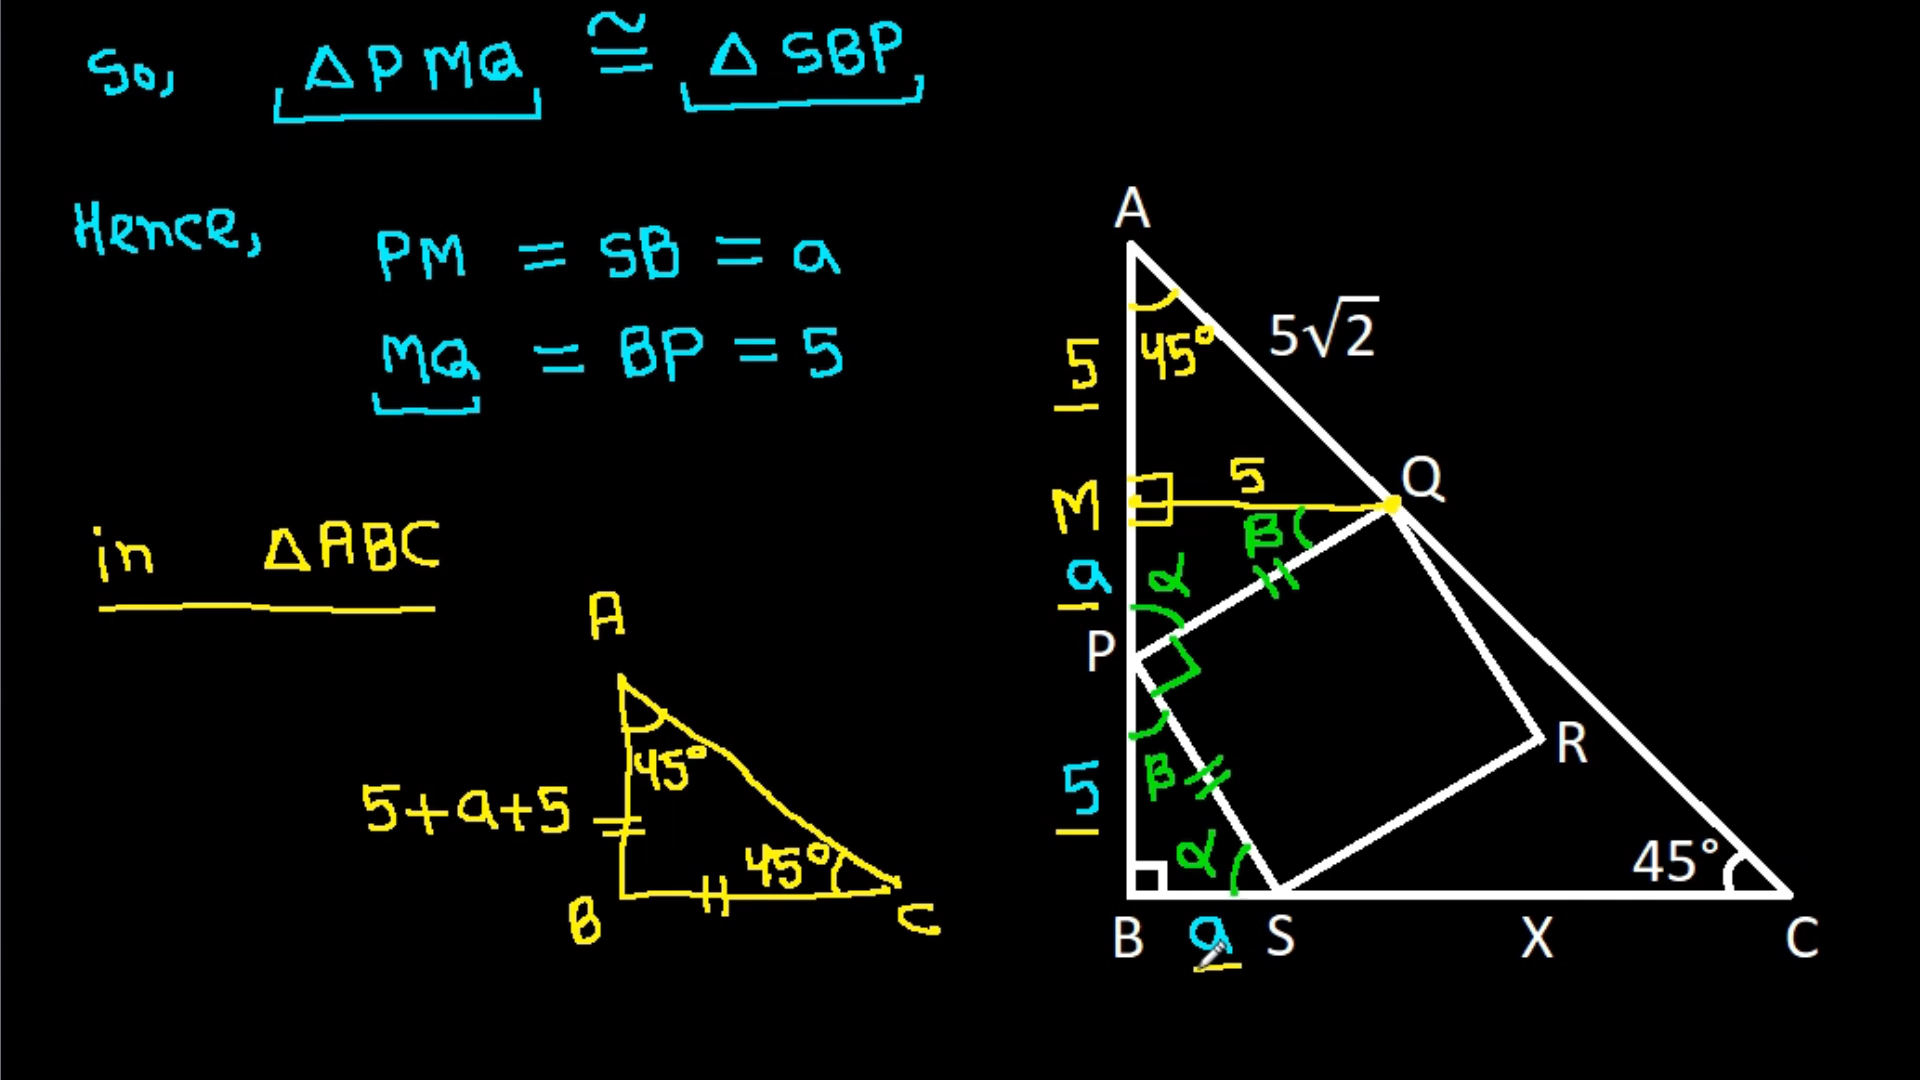 So, ΔPMQ ≅ ΔSBP
Hence, PM = SB = a
MQ = BP = 5
in ΔABC
A
45°
5+a+5
45°
B
C
A
5√2
5
45°
M
5
Q
β
a
α
P
R
5
β
α
45°
B
a
S
X
C